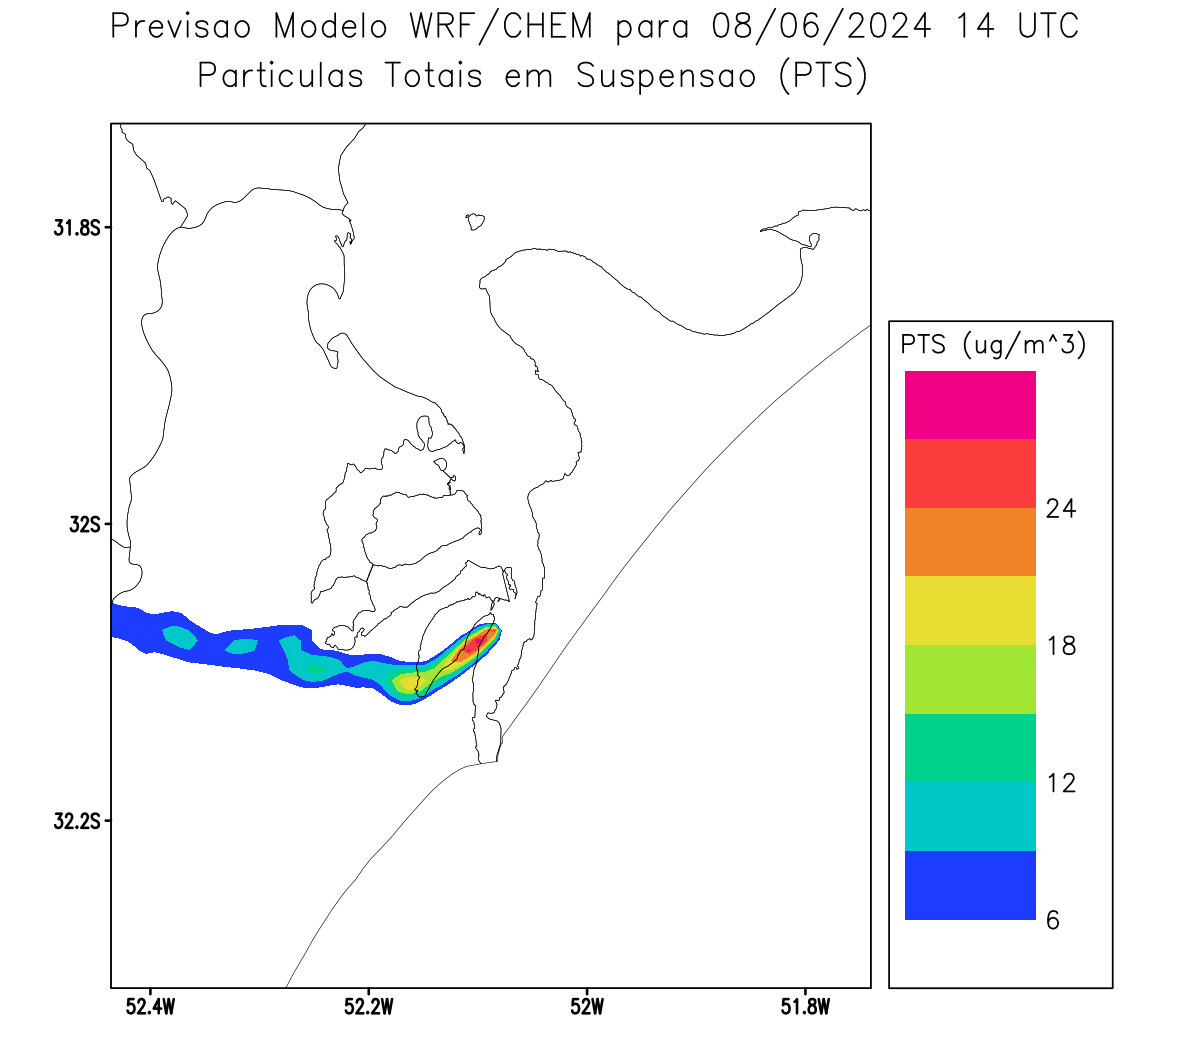 Previsao Modelo WRF/CHEM para 08/06/2024 14 UTC
Particulas Totais em Suspensao (PTS)
31.8S
32S
32.2S
52.4W
52.2W
52W
51.8W
PTS (ug/m^3)
24
18
12
6